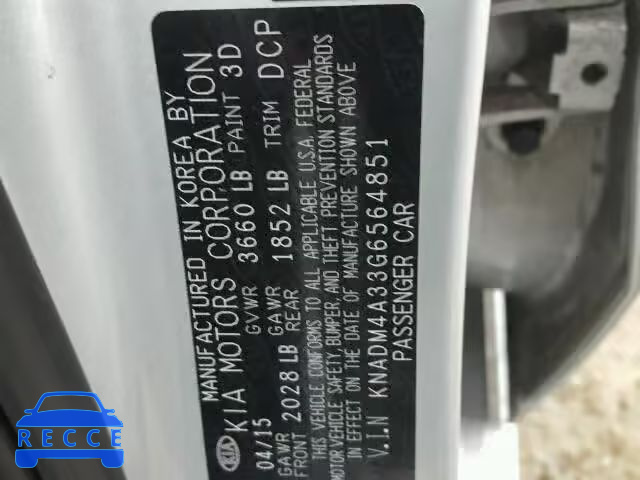 MANUFACTURED IN KOREA BY
KIA KIA MOTORS CORPORATION
04/15 GVWR 3660 LB PAINT 3D
GAWR FRONT 2028 LB GAWR REAR 1852 LB TRIM DCP
THIS VEHICLE CONFORMS TO ALL APPLICABLE U.S.A. FEDERAL
MOTOR VEHICLE SAFETY, BUMPER, AND THEFT PREVENTION STANDARDS
IN EFFECT ON THE DATE OF MANUFACTURE SHOWN ABOVE
V.I.N KNADM4A33G6564851
PASSENGER CAR
RECCE